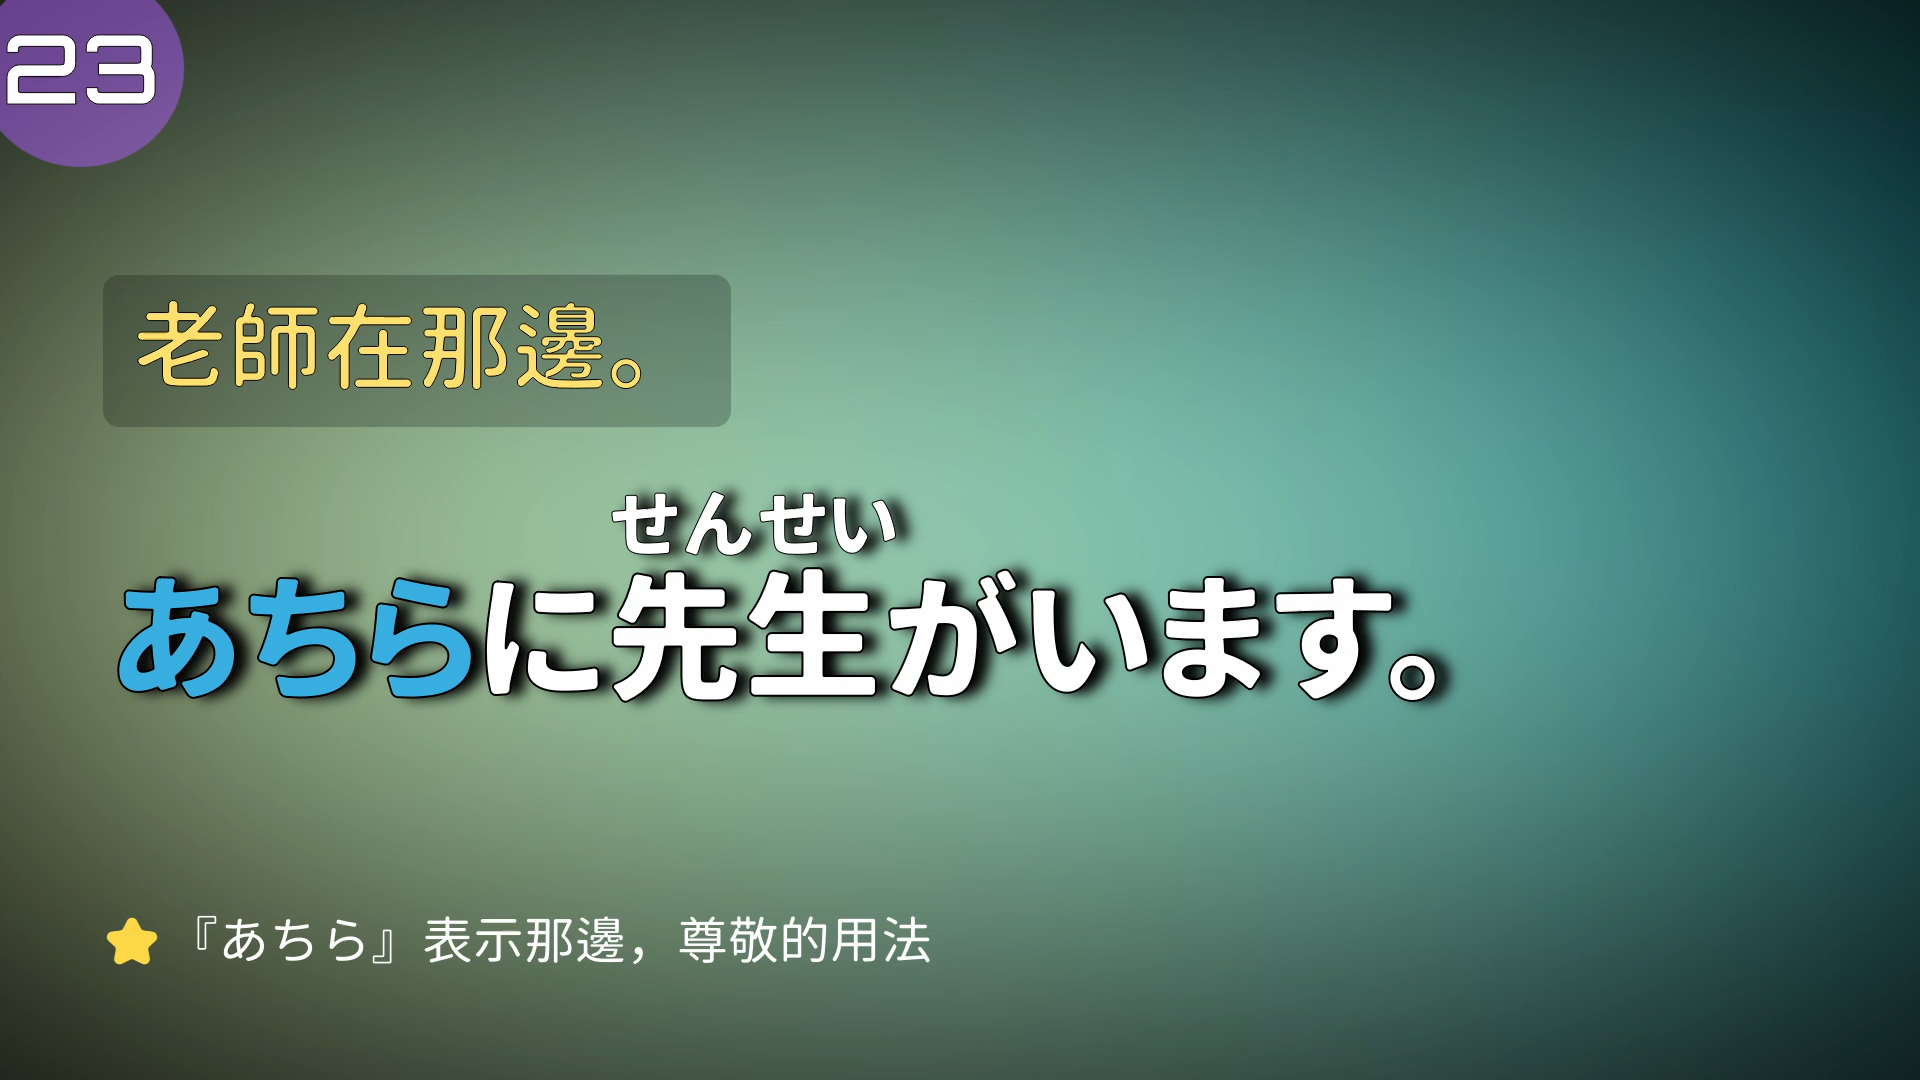 23
老師在那邊。
せんせい
あちらに先生がいます。
『あちら』表示那邊，尊敬的用法